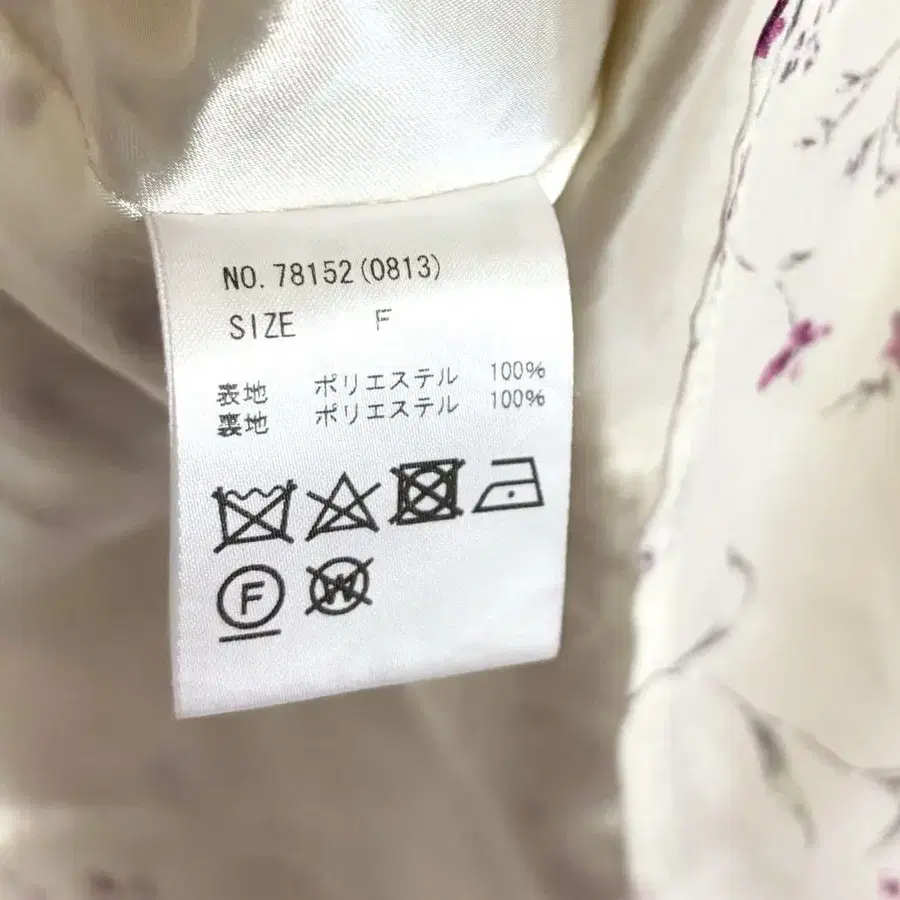 NO. 78152(0813)
SIZE F
表地 ポリエステル 100%
裏地 ポリエステル 100%
F
W